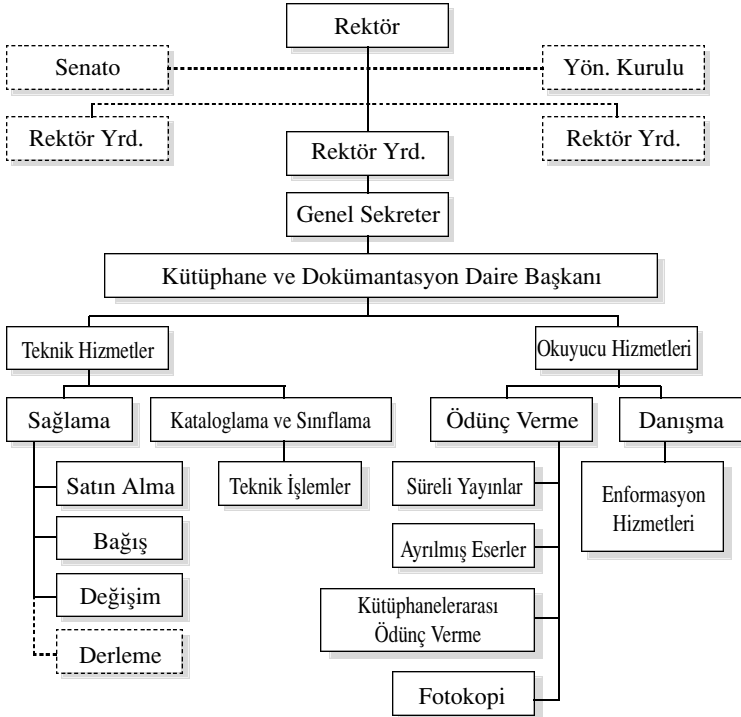 Rektör
Senato
Yön. Kurulu
Rektör Yrd.
Rektör Yrd.
Rektör Yrd.
Genel Sekreter
Kütüphane ve Dokümantasyon Daire Başkanı
Teknik Hizmetler
Okuyucu Hizmetleri
Sağlama
Kataloglama ve Sınıflama
Ödünç Verme
Danışma
Satın Alma
Teknik İşlemler
Süreli Yayınlar
Enformasyon
Hizmetleri
Bağış
Ayrılmış Eserler
Değişim
Kütüphanelerarası
Ödünç Verme
Derleme
Fotokopi